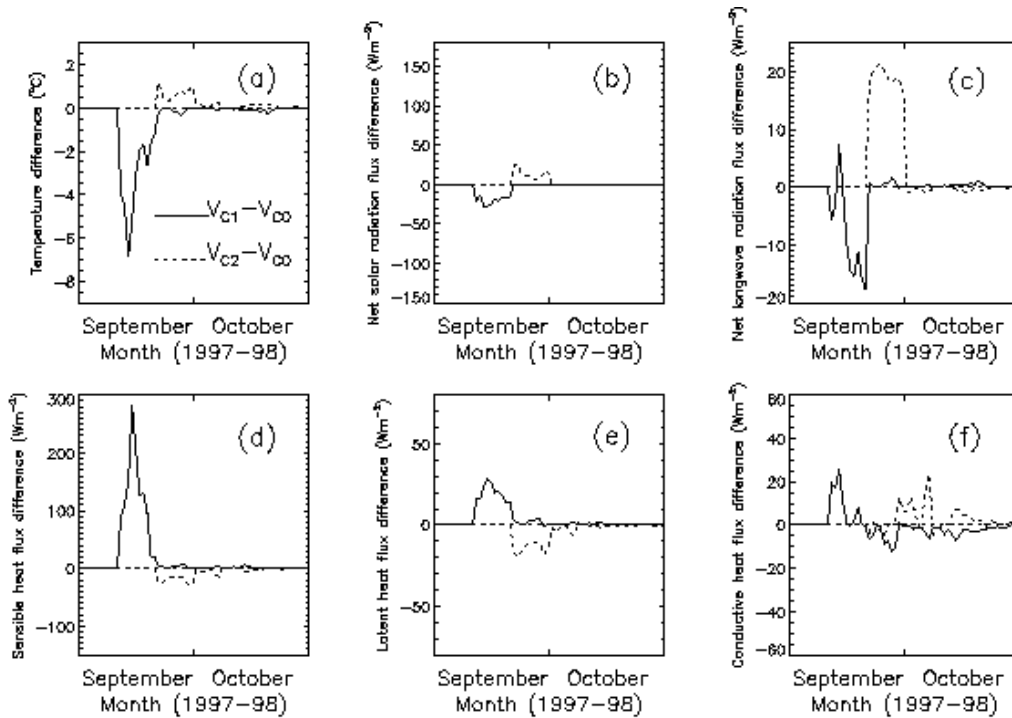 Temperature difference (°C)
2
0
−2
−4
−6
−8
(a)
V_C1−V_C0
V_C2−V_C0
September October
Month (1997−98)
Net solar radiation flux difference (Wm⁻²)
150
100
50
0
−50
−100
−150
(b)
September October
Month (1997−98)
Net longwave radiation flux difference (Wm⁻²)
20
10
0
−10
−20
(c)
September October
Month (1997−98)
Sensible heat flux difference (Wm⁻²)
300
200
100
0
−100
(d)
September October
Month (1997−98)
Latent heat flux difference (Wm⁻²)
50
0
−50
(e)
September October
Month (1997−98)
Conductive heat flux difference (Wm⁻²)
60
40
20
0
−20
−40
−60
(f)
September October
Month (1997−98)